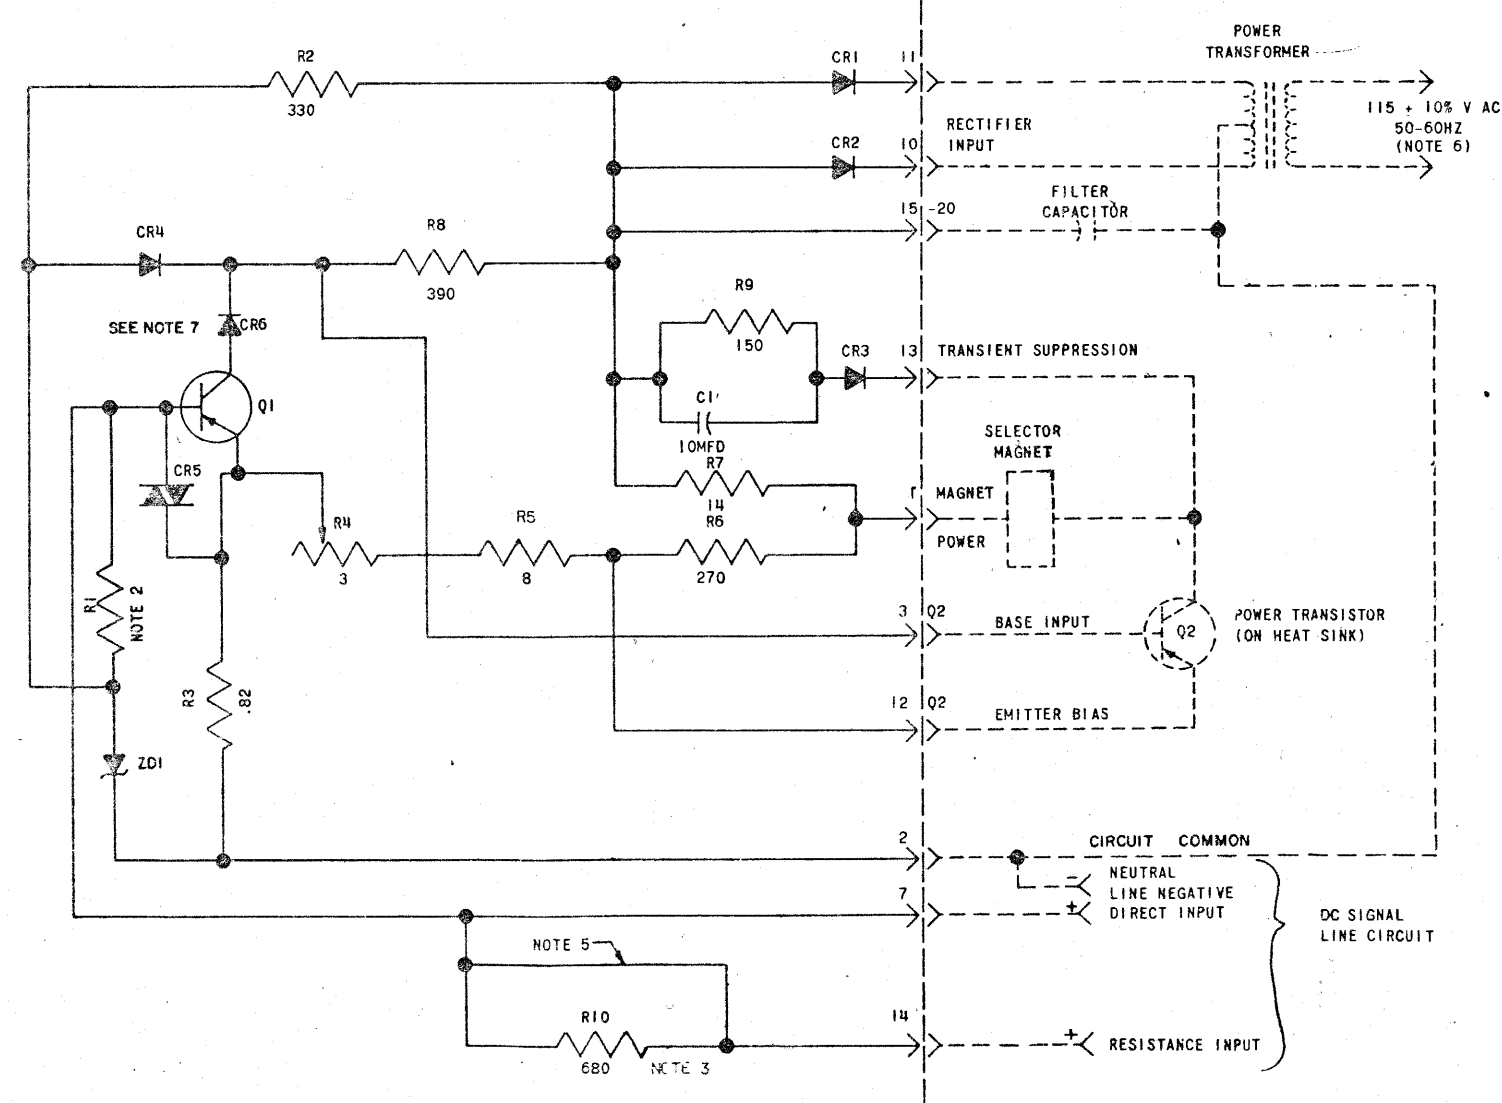 POWER
TRANSFORMER
R2
330
CR1
11
115 + 10% V AC
50-60HZ
(NOTE 6)
RECTIFIER
INPUT
CR2
10
FILTER
CAPACITOR
15 -20
CR4
R8
390
R9
150
SEE NOTE 7
CR6
CR3
13
TRANSIENT SUPPRESSION
Q1
C1
10MFD
SELECTOR
MAGNET
CR5
R7
14
MAGNET
POWER
R4
3
R5
8
R6
270
R1
NOTE 2
3
Q2
BASE INPUT
Q2
POWER TRANSISTOR
(ON HEAT SINK)
R3
.82
12
Q2
EMITTER BIAS
ZD1
2
CIRCUIT COMMON
-
NEUTRAL
LINE NEGATIVE
7
+
DIRECT INPUT
DC SIGNAL
LINE CIRCUIT
NOTE 5
R10
680
NOTE 3
14
+
RESISTANCE INPUT